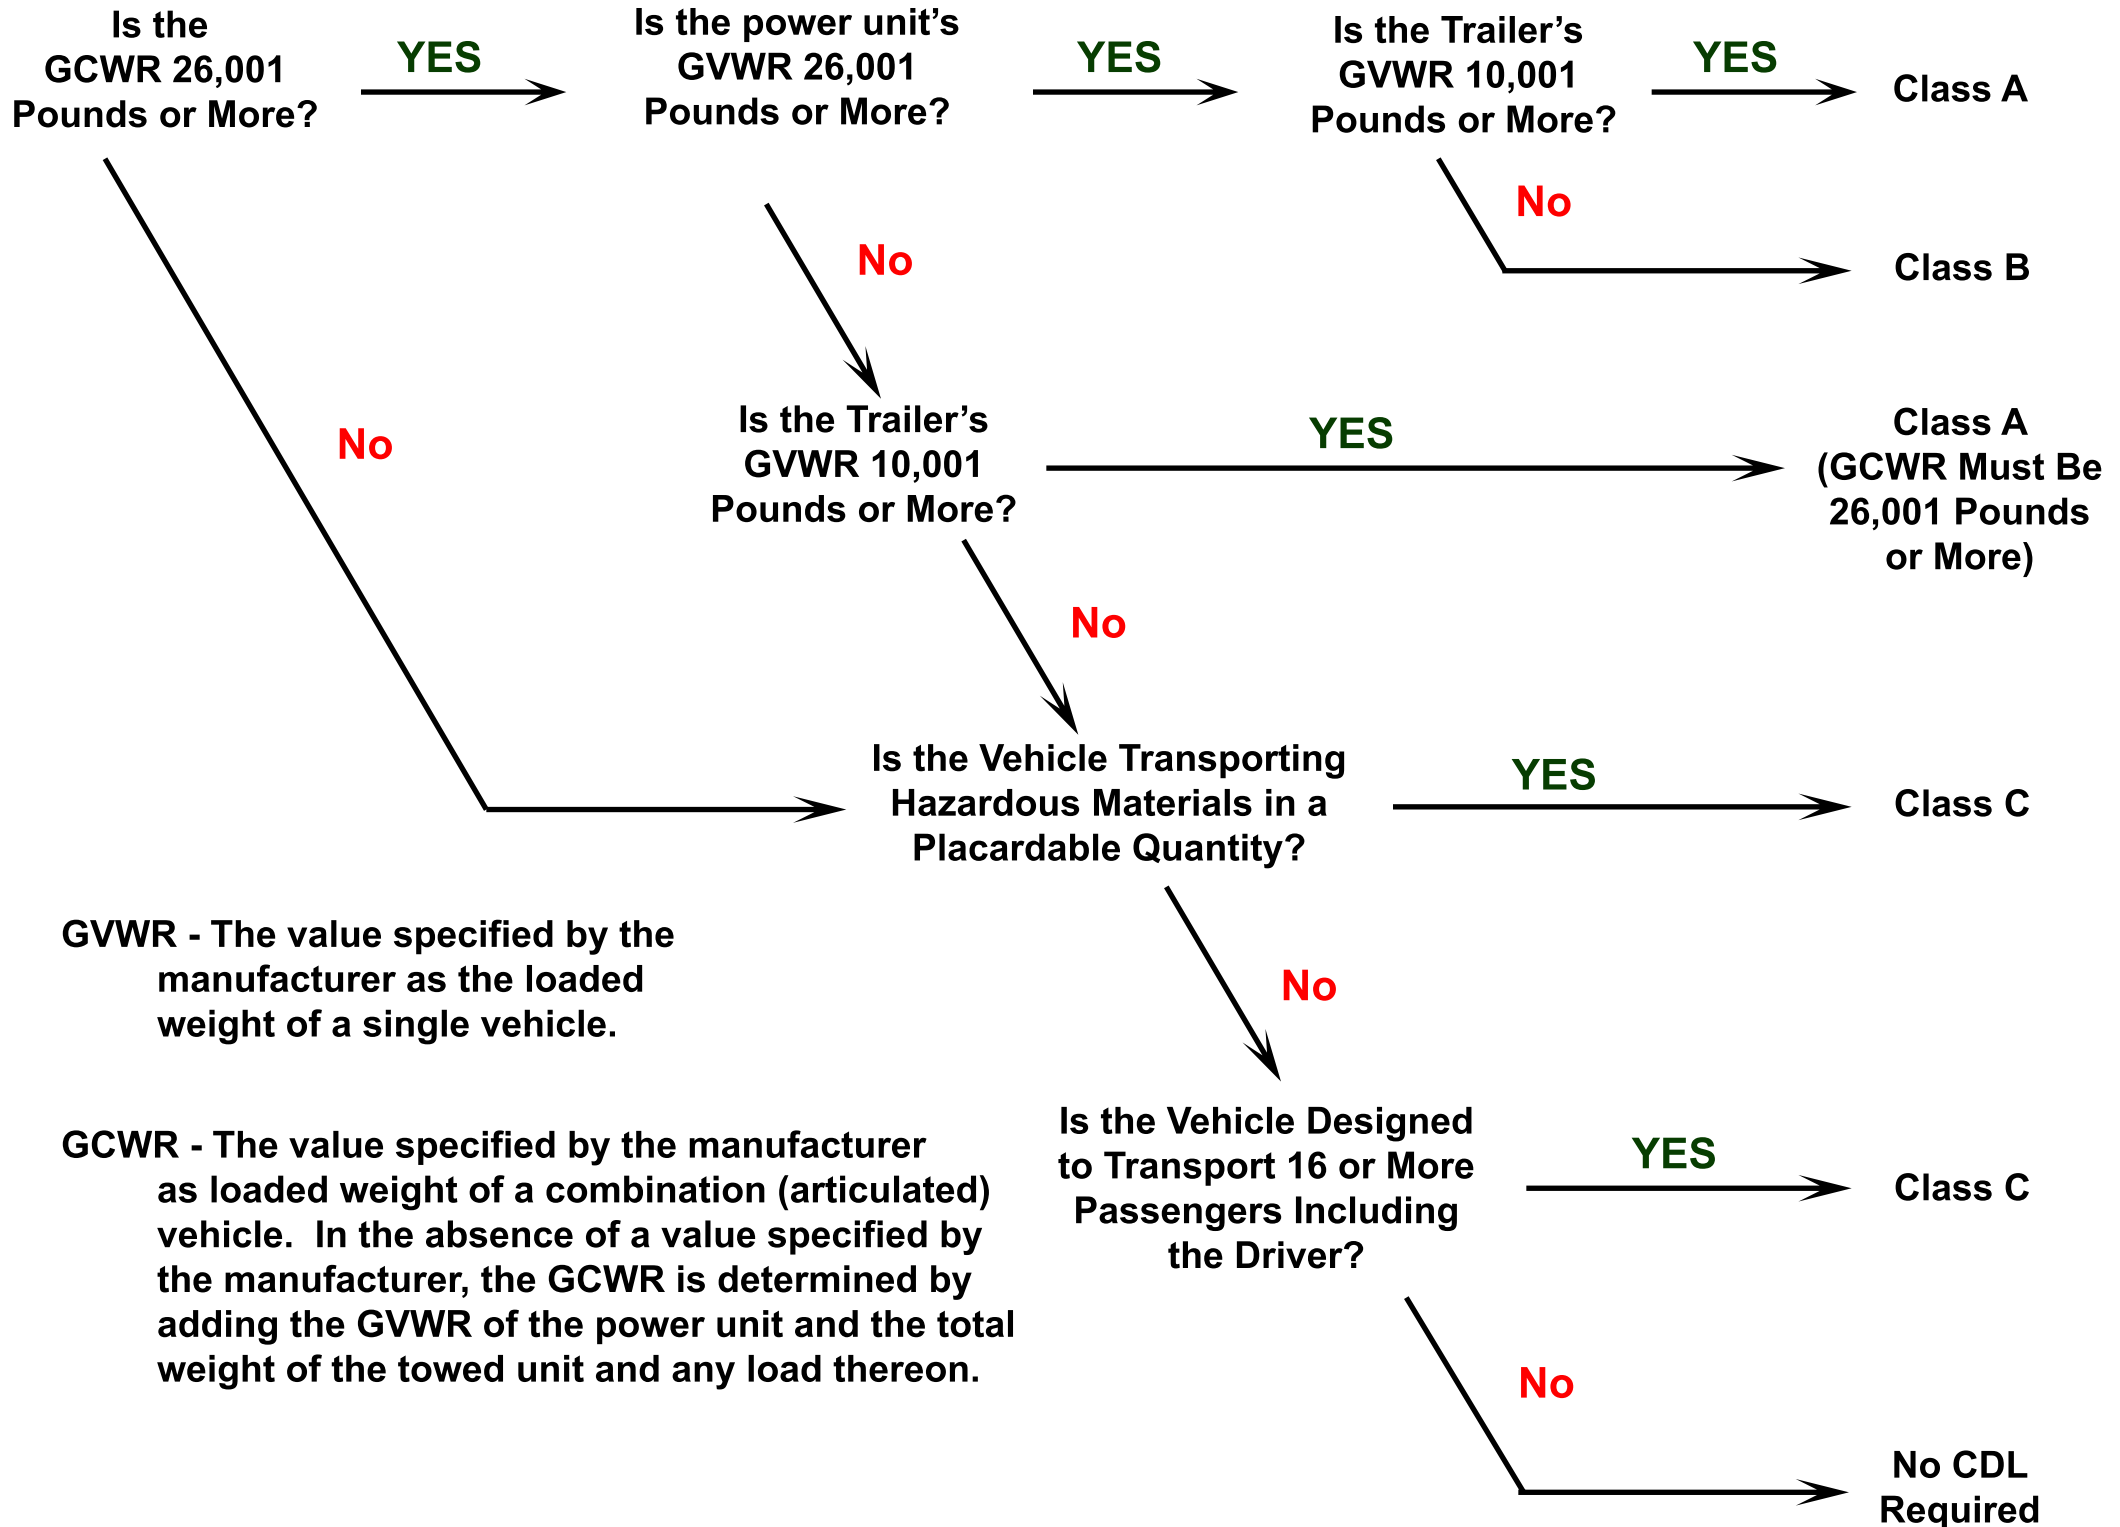 Is the
GCWR 26,001
Pounds or More?
YES
Is the power unit’s
GVWR 26,001
Pounds or More?
YES
Is the Trailer’s
GVWR 10,001
Pounds or More?
YES
Class A
No
Class B
No
No
Is the Trailer’s
GVWR 10,001
Pounds or More?
YES
Class A
(GCWR Must Be
26,001 Pounds
or More)
No
Is the Vehicle Transporting
Hazardous Materials in a
Placardable Quantity?
YES
Class C
No
GVWR - The value specified by the
manufacturer as the loaded
weight of a single vehicle.
GCWR - The value specified by the manufacturer
as loaded weight of a combination (articulated)
vehicle.  In the absence of a value specified by
the manufacturer, the GCWR is determined by
adding the GVWR of the power unit and the total
weight of the towed unit and any load thereon.
Is the Vehicle Designed
to Transport 16 or More
Passengers Including
the Driver?
YES
Class C
No
No CDL
Required